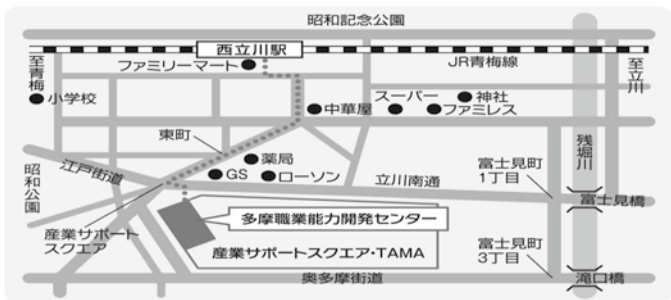 昭和記念公園
西立川駅
JR青梅線
至青梅
至立川
ファミリーマート
小学校
中華屋
スーパー
神社
ファミレス
東町
薬局
GS
ローソン
江戸街道
昭和公園
立川南通
富士見町
1丁目
残堀川
富士見橋
産業サポート
スクエア
多摩職業能力開発センター
産業サポートスクエア・TAMA
富士見町
3丁目
奥多摩街道
滝口橋